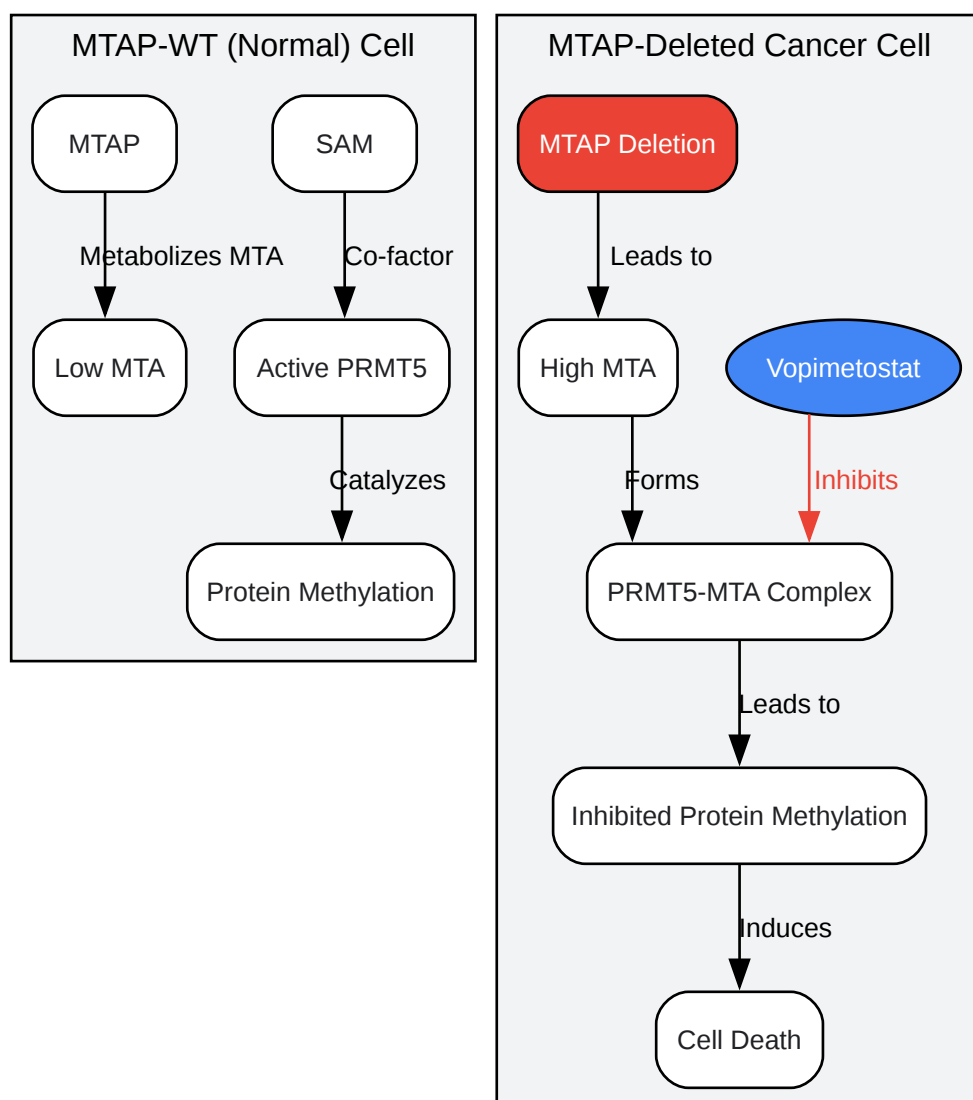 MTAP-WT (Normal) Cell
MTAP
SAM
Metabolizes MTA
Co-factor
Low MTA
Active PRMT5
Catalyzes
Protein Methylation
MTAP-Deleted Cancer Cell
MTAP Deletion
Leads to
High MTA
Vopimetostat
Forms
Inhibits
PRMT5-MTA Complex
Leads to
Inhibited Protein Methylation
Induces
Cell Death